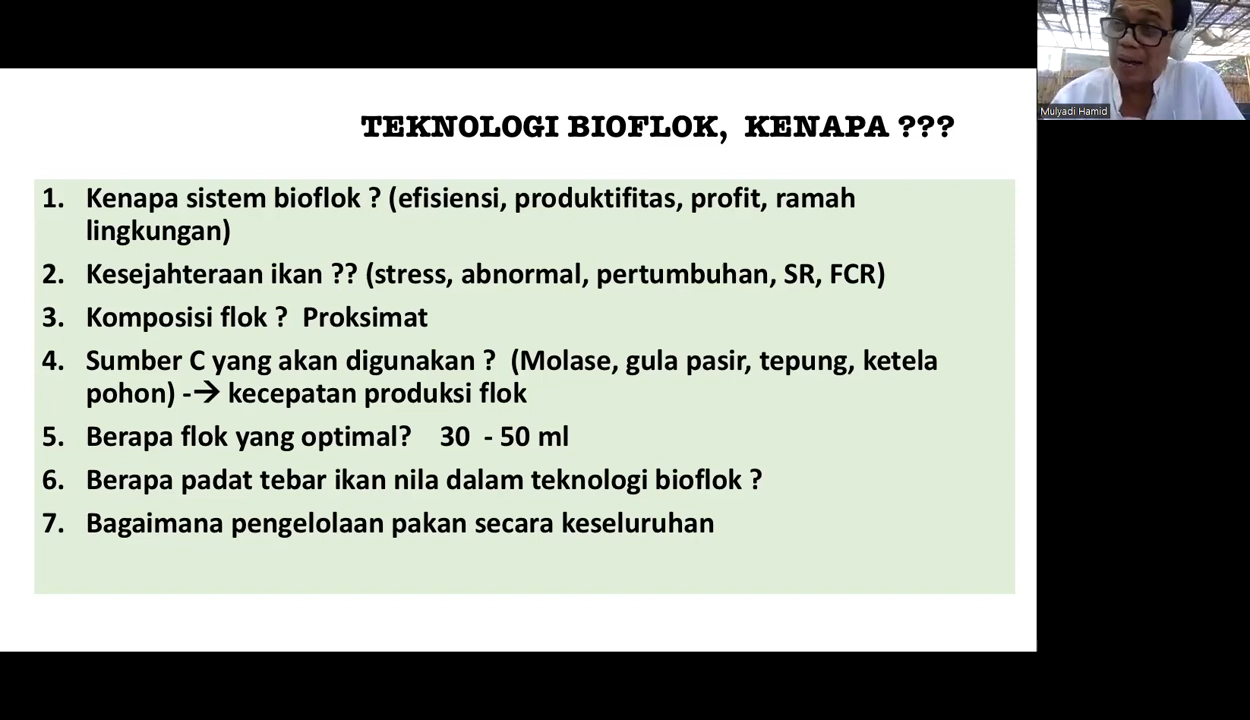 TEKNOLOGI BIOFLOK, KENAPA ???
1. Kenapa sistem bioflok ? (efisiensi, produktifitas, profit, ramah
lingkungan)
2. Kesejahteraan ikan ?? (stress, abnormal, pertumbuhan, SR, FCR)
3. Komposisi flok ? Proksimat
4. Sumber C yang akan digunakan ? (Molase, gula pasir, tepung, ketela
pohon) -→ kecepatan produksi flok
5. Berapa flok yang optimal? 30 - 50 ml
6. Berapa padat tebar ikan nila dalam teknologi bioflok ?
7. Bagaimana pengelolaan pakan secara keseluruhan
Mulyadi Hamid